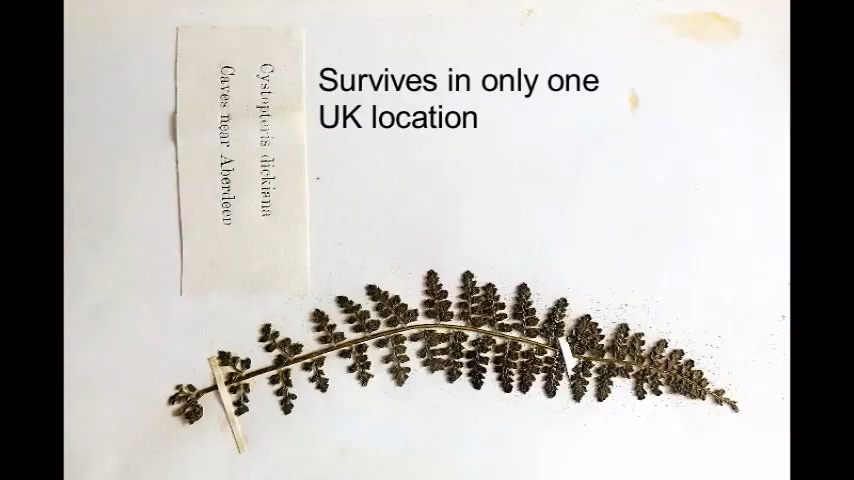 Survives in only one
UK location
Cystopteris dickiana
Caves near Aberdeen